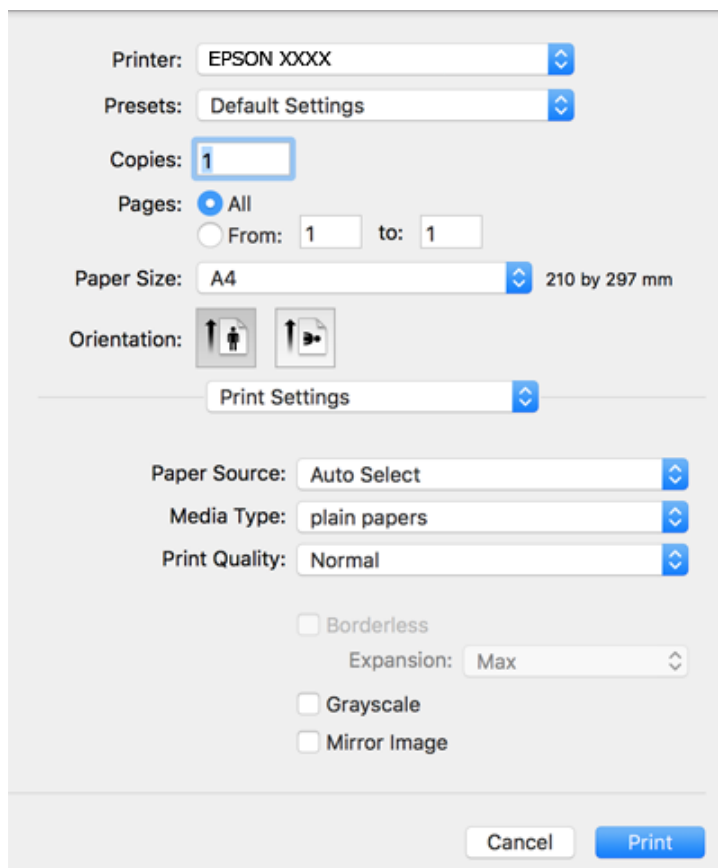 Printer: EPSON XXXX
Presets: Default Settings
Copies: 1
Pages: All
From: 1 to: 1
Paper Size: A4 210 by 297 mm
Orientation:
Print Settings
Paper Source: Auto Select
Media Type: plain papers
Print Quality: Normal
Borderless
Expansion: Max
Grayscale
Mirror Image
Cancel Print